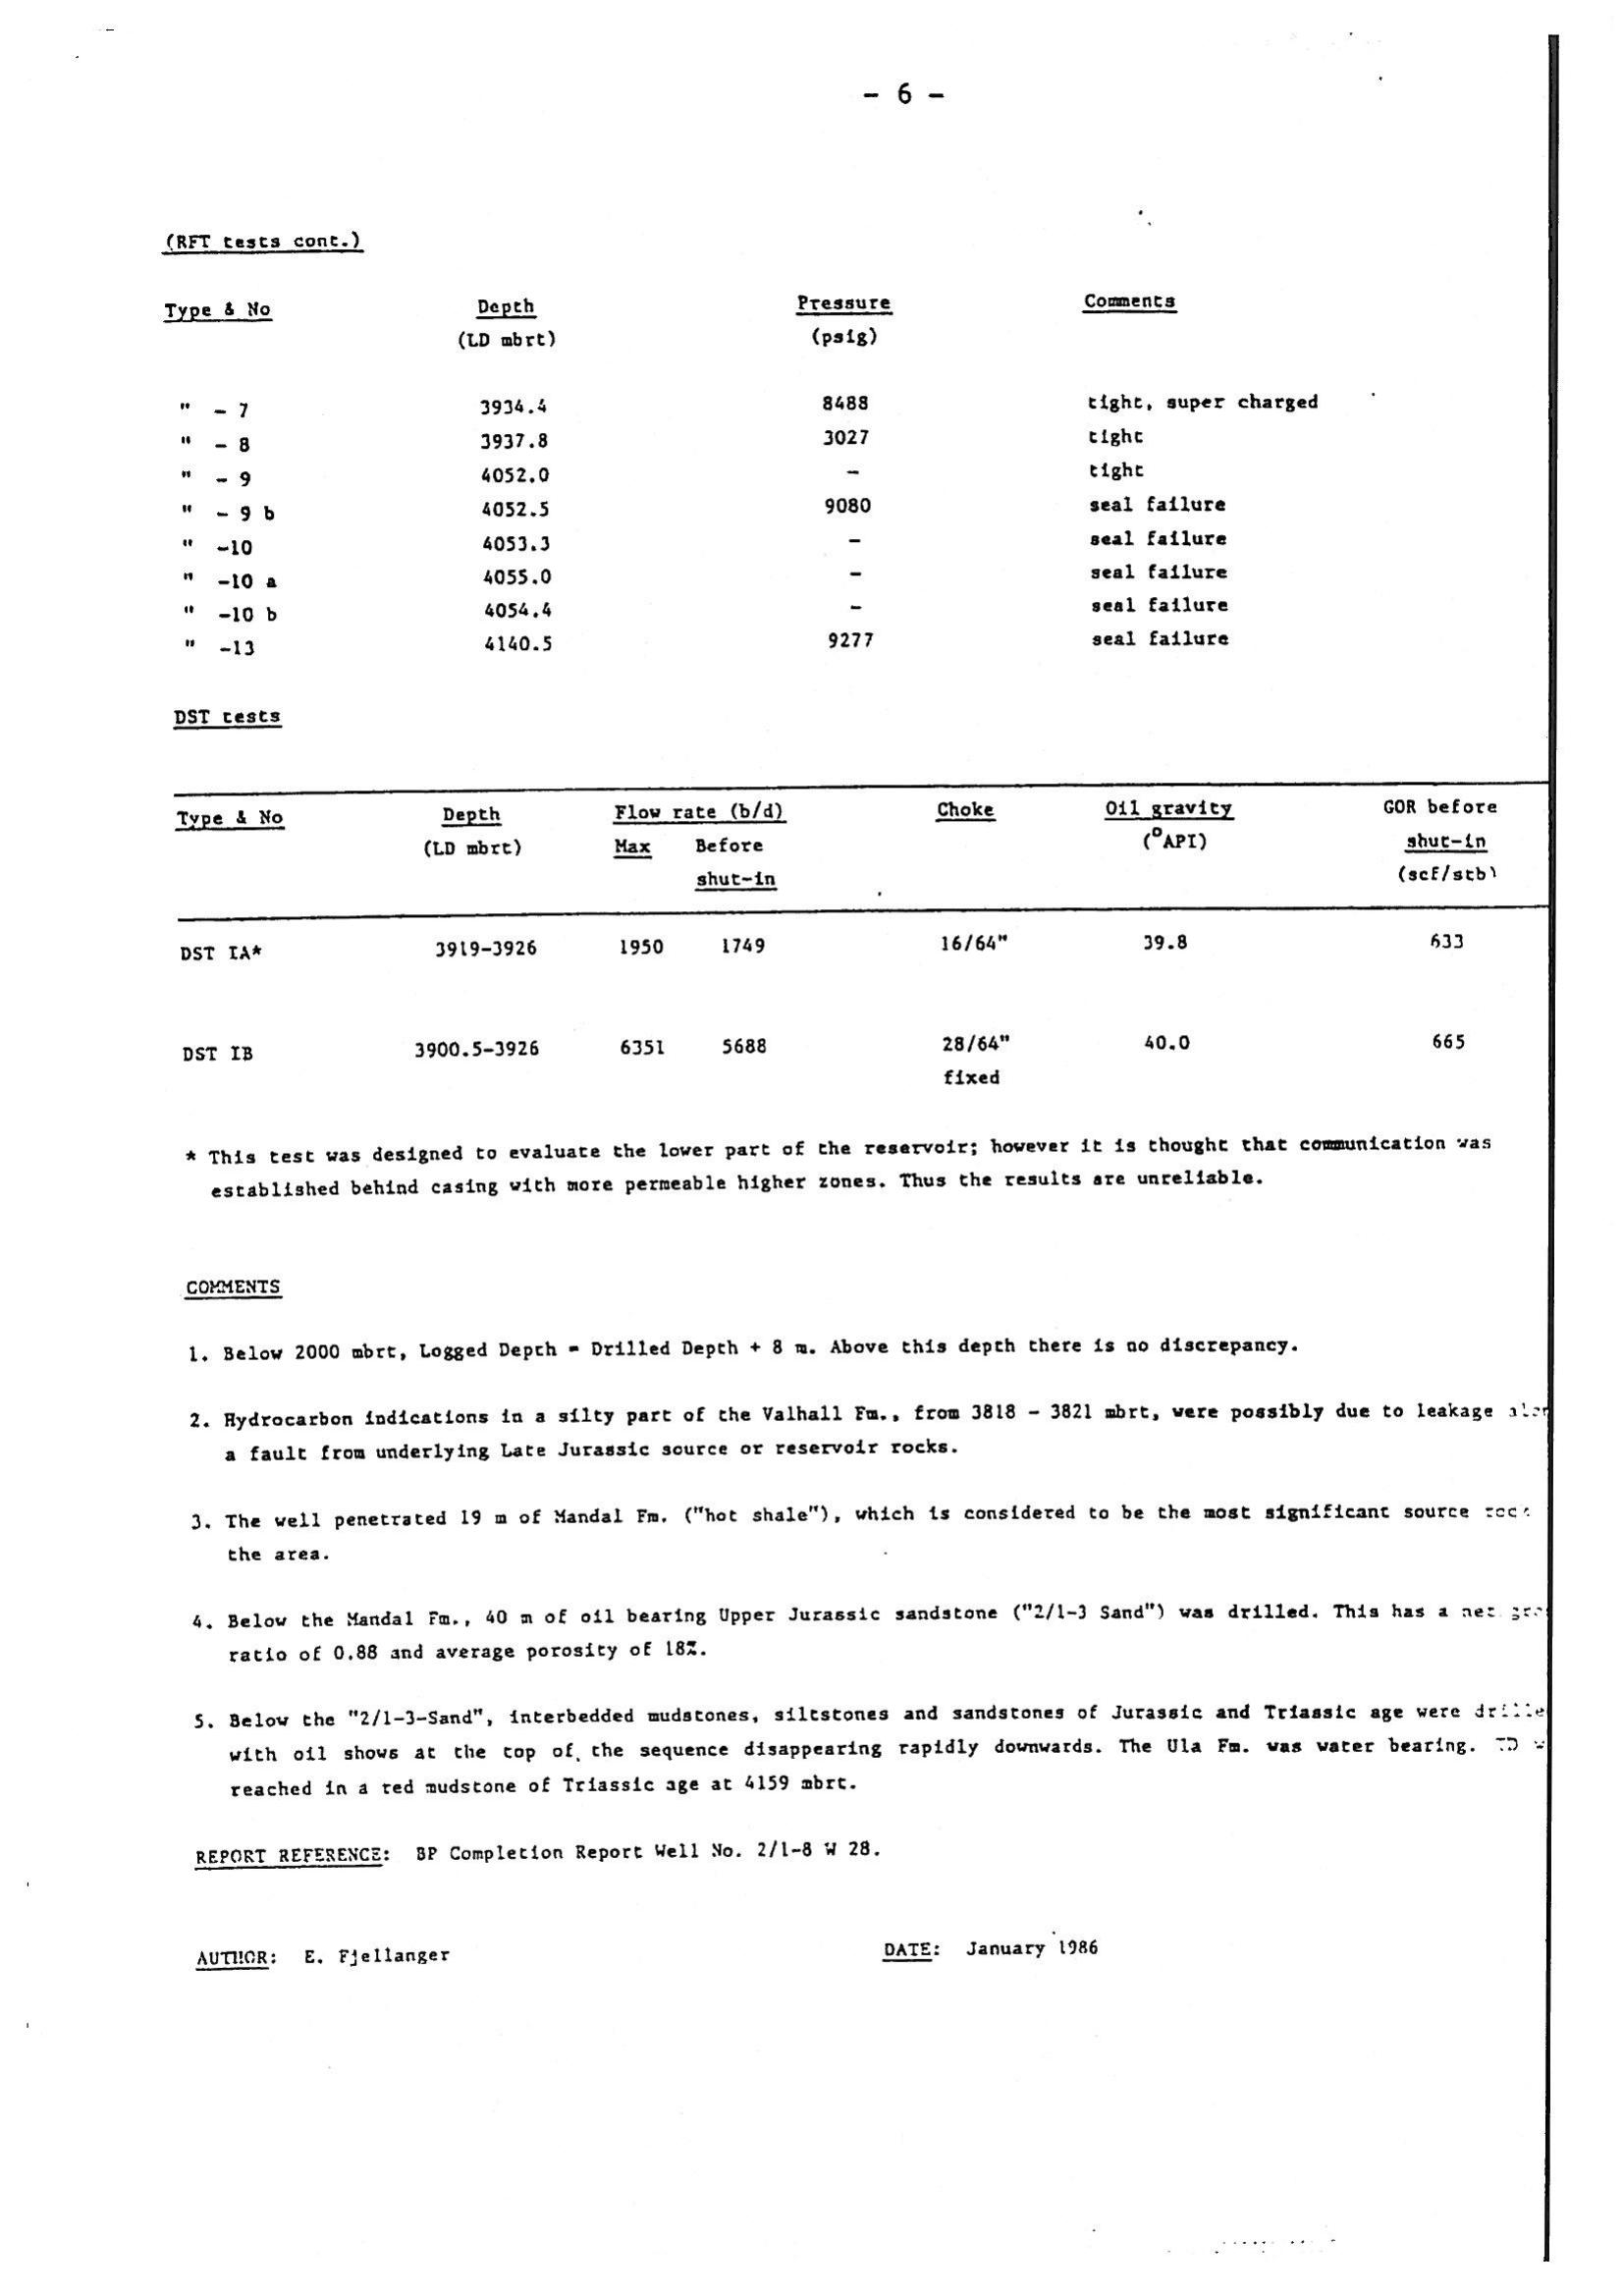 - 6 -
(RFT tests cont.)
Type & No Depth Pressure Comments
(LD mbrt) (psig)
" - 7 3934.4 8488 tight, super charged
" - 8 3937.8 3027 tight
" - 9 4052.0 - tight
" - 9 b 4052.5 9080 seal failure
" -10 4053.3 - seal failure
" -10 a 4055.0 - seal failure
" -10 b 4054.4 - seal failure
" -13 4140.5 9277 seal failure
DST tests
Type & No Depth Flow rate (b/d) Choke Oil gravity GOR before
(LD mbrt) Max Before (°API) shut-in
shut-in (scf/stb)
DST IA* 3919-3926 1950 1749 16/64" 39.8 633
DST IB 3900.5-3926 6351 5688 28/64" 40.0 665
fixed
* This test was designed to evaluate the lower part of the reservoir; however it is thought that communication was
established behind casing with more permeable higher zones. Thus the results are unreliable.
COMMENTS
1. Below 2000 mbrt, Logged Depth = Drilled Depth + 8 m. Above this depth there is no discrepancy.
2. Hydrocarbon indications in a silty part of the Valhall Fm., from 3818 - 3821 mbrt, were possibly due to leakage
a fault from underlying Late Jurassic source or reservoir rocks.
3. The well penetrated 19 m of Mandal Fm. ("hot shale"), which is considered to be the most significant source
the area.
4. Below the Mandal Fm., 40 m of oil bearing Upper Jurassic sandstone ("2/1-3 Sand") was drilled. This has a net
ratio of 0.88 and average porosity of 18%.
5. Below the "2/1-3-Sand", interbedded mudstones, siltstones and sandstones of Jurassic and Triassic age were
with oil shows at the top of the sequence disappearing rapidly downwards. The Ula Fm. was water bearing. TD
reached in a red mudstone of Triassic age at 4159 mbrt.
REPORT REFERENCE: BP Completion Report Well No. 2/1-8 W 28.
AUTHOR: E. Fjellanger DATE: January 1986